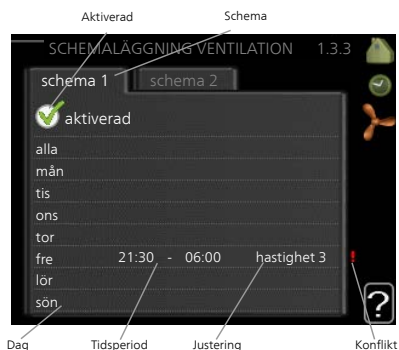 Aktiverad Schema
SCHEMALÄGGNING VENTILATION 1.3.3
schema 1 schema 2
aktiverad
alla
mån
tis
ons
tor
fre 21:30 - 06:00 hastighet 3 !
lör
sön
?
Dag Tidsperiod Justering Konflikt